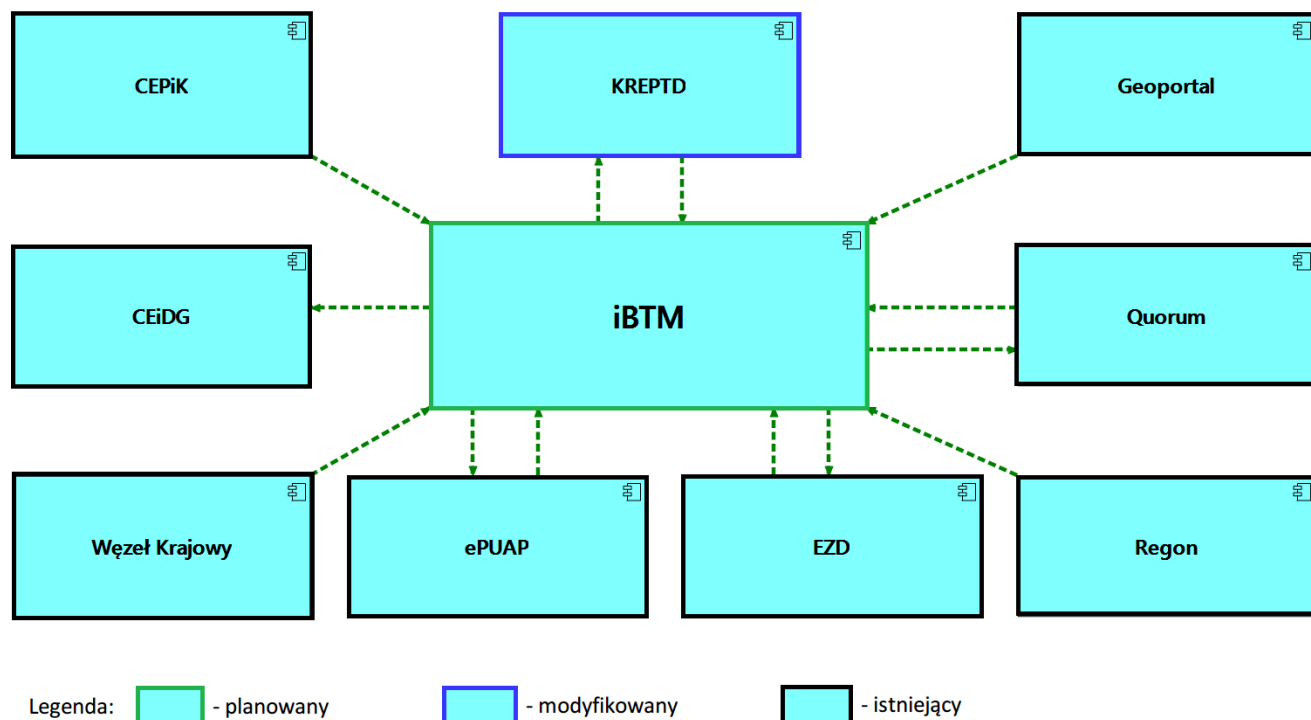 CEPiK
KREPTD
Geoportal
iBTM
CEiDG
Quorum
Węzeł Krajowy
ePUAP
EZD
Regon
Legenda:
- planowany
- modyfikowany
- istniejący